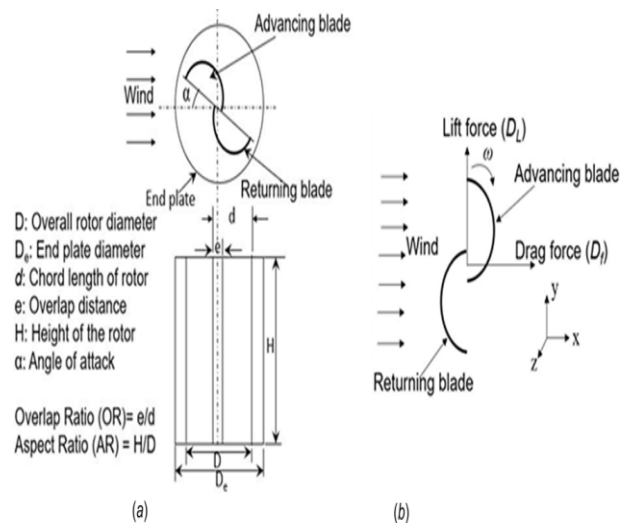 Advancing blade
Wind
α
Returning blade
End plate
d
e
D: Overall rotor diameter
Dₑ: End plate diameter
d: Chord length of rotor
e: Overlap distance
H: Height of the rotor
α: Angle of attack
Overlap Ratio (OR)= e/d
Aspect Ratio (AR) = H/D
H
D
Dₑ
(a)
Lift force (D_L)
ω
Advancing blade
Wind
Drag force (D_f)
y
x
z
Returning blade
(b)